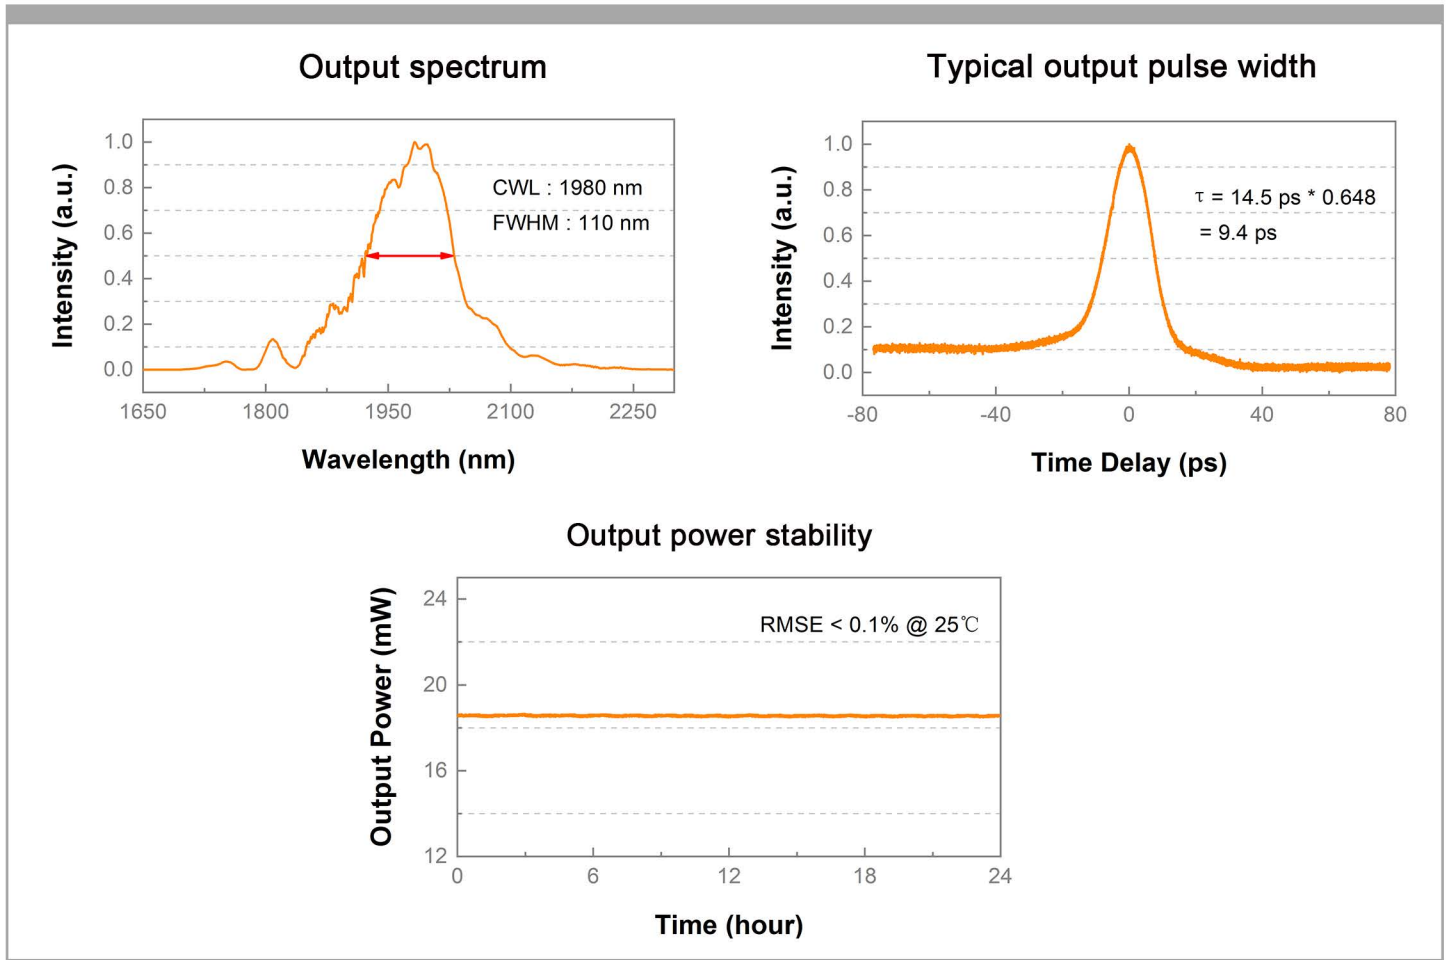 Output spectrum
Intensity (a.u.)
1.0
0.8
0.6
0.4
0.2
0.0
CWL : 1980 nm
FWHM : 110 nm
1650 1800 1950 2100 2250
Wavelength (nm)
Typical output pulse width
Intensity (a.u.)
1.0
0.8
0.6
0.4
0.2
0.0
τ = 14.5 ps * 0.648
= 9.4 ps
-80 -40 0 40 80
Time Delay (ps)
Output power stability
Output Power (mW)
24
20
16
12
RMSE < 0.1% @ 25℃
0 6 12 18 24
Time (hour)